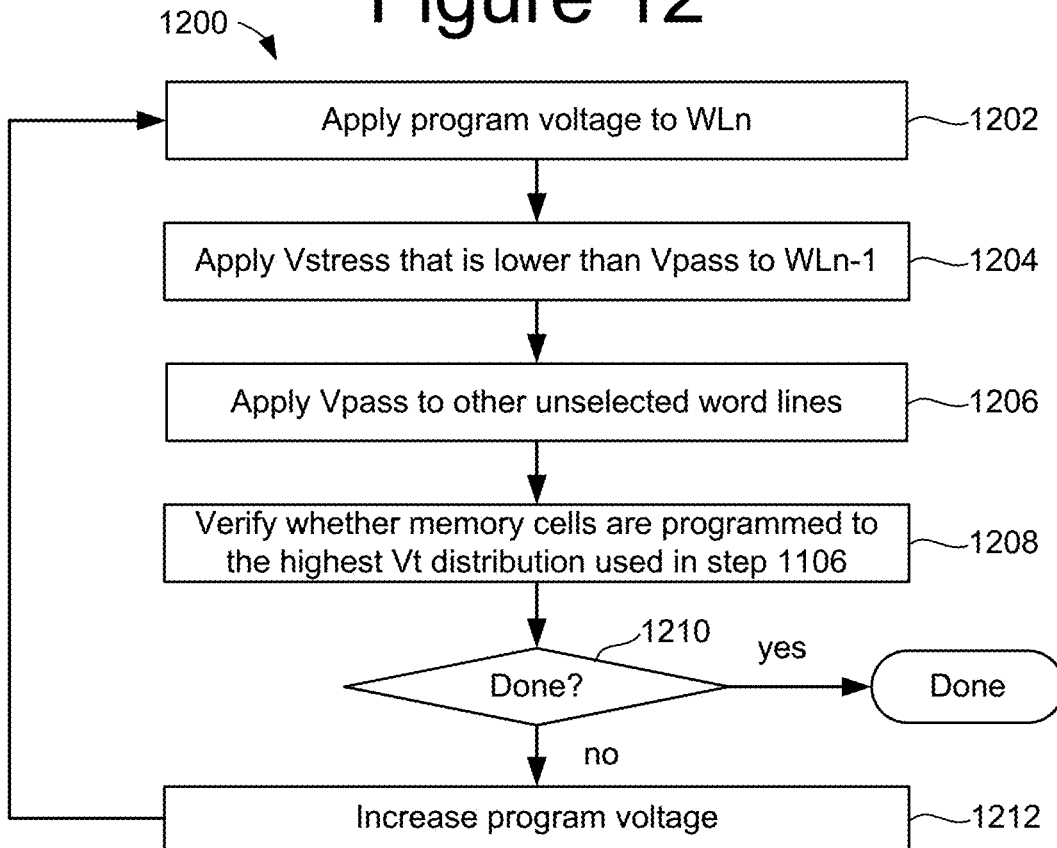 Figure 12
1200
Apply program voltage to WLn
1202
Apply Vstress that is lower than Vpass to WLn-1
1204
Apply Vpass to other unselected word lines
1206
Verify whether memory cells are programmed to
the highest Vt distribution used in step 1106
1208
1210
yes
Done?
Done
no
Increase program voltage
1212